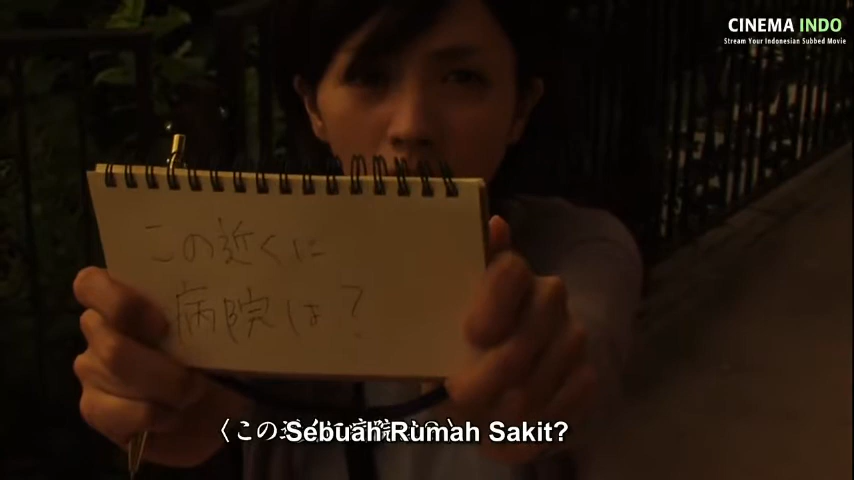 CINEMA INDO
Stream Your Indonesian Subbed Movie
この近くに
病院は?
Sebuah Rumah Sakit?